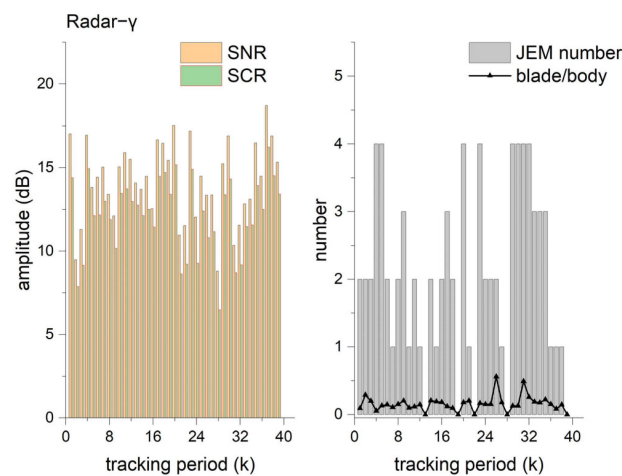 Radar−γ
SNR
SCR
amplitude (dB)
20
15
10
5
0
0 8 16 24 32 40
tracking period (k)
JEM number
blade/body
number
5
4
3
2
1
0
0 8 16 24 32 40
tracking period (k)